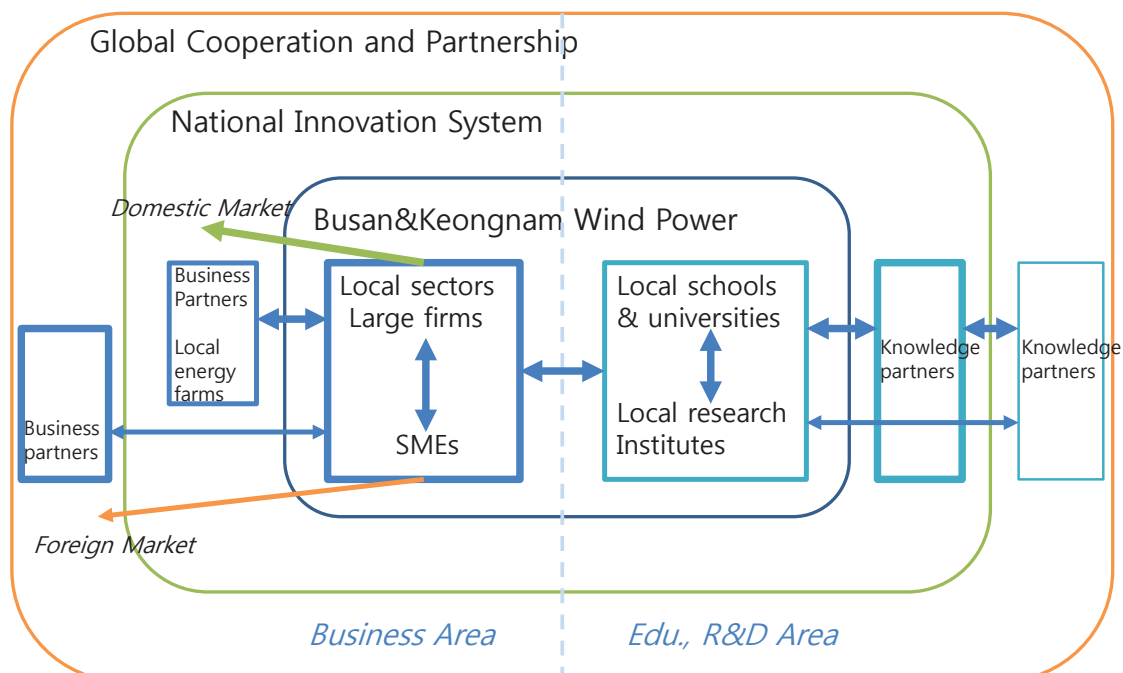 Global Cooperation and Partnership
National Innovation System
Domestic Market
Busan&Keongnam Wind Power
Business
Partners
Local
energy
farms
Local sectors
Large firms
SMEs
Local schools
& universities
Local research
Institutes
Knowledge
partners
Knowledge
partners
Business
partners
Foreign Market
Business Area
Edu., R&D Area